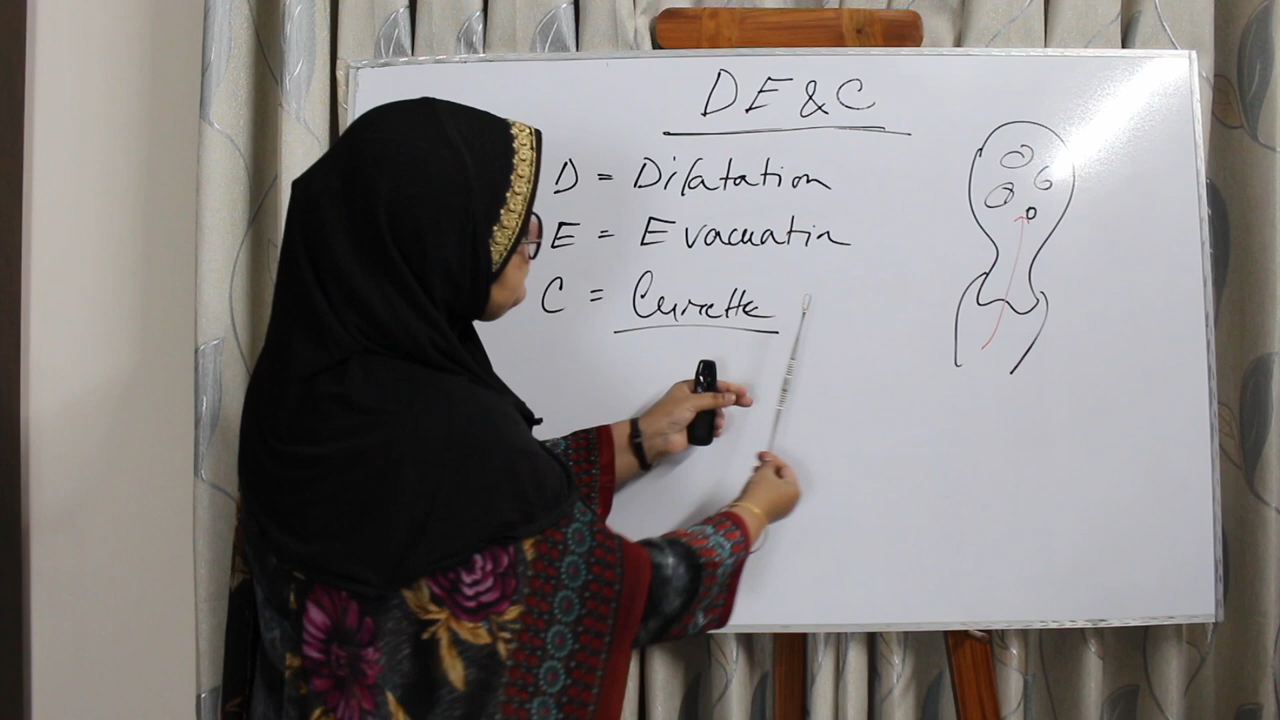 DE&C
D = Dilatation
E = Evacuatin
C = Curette